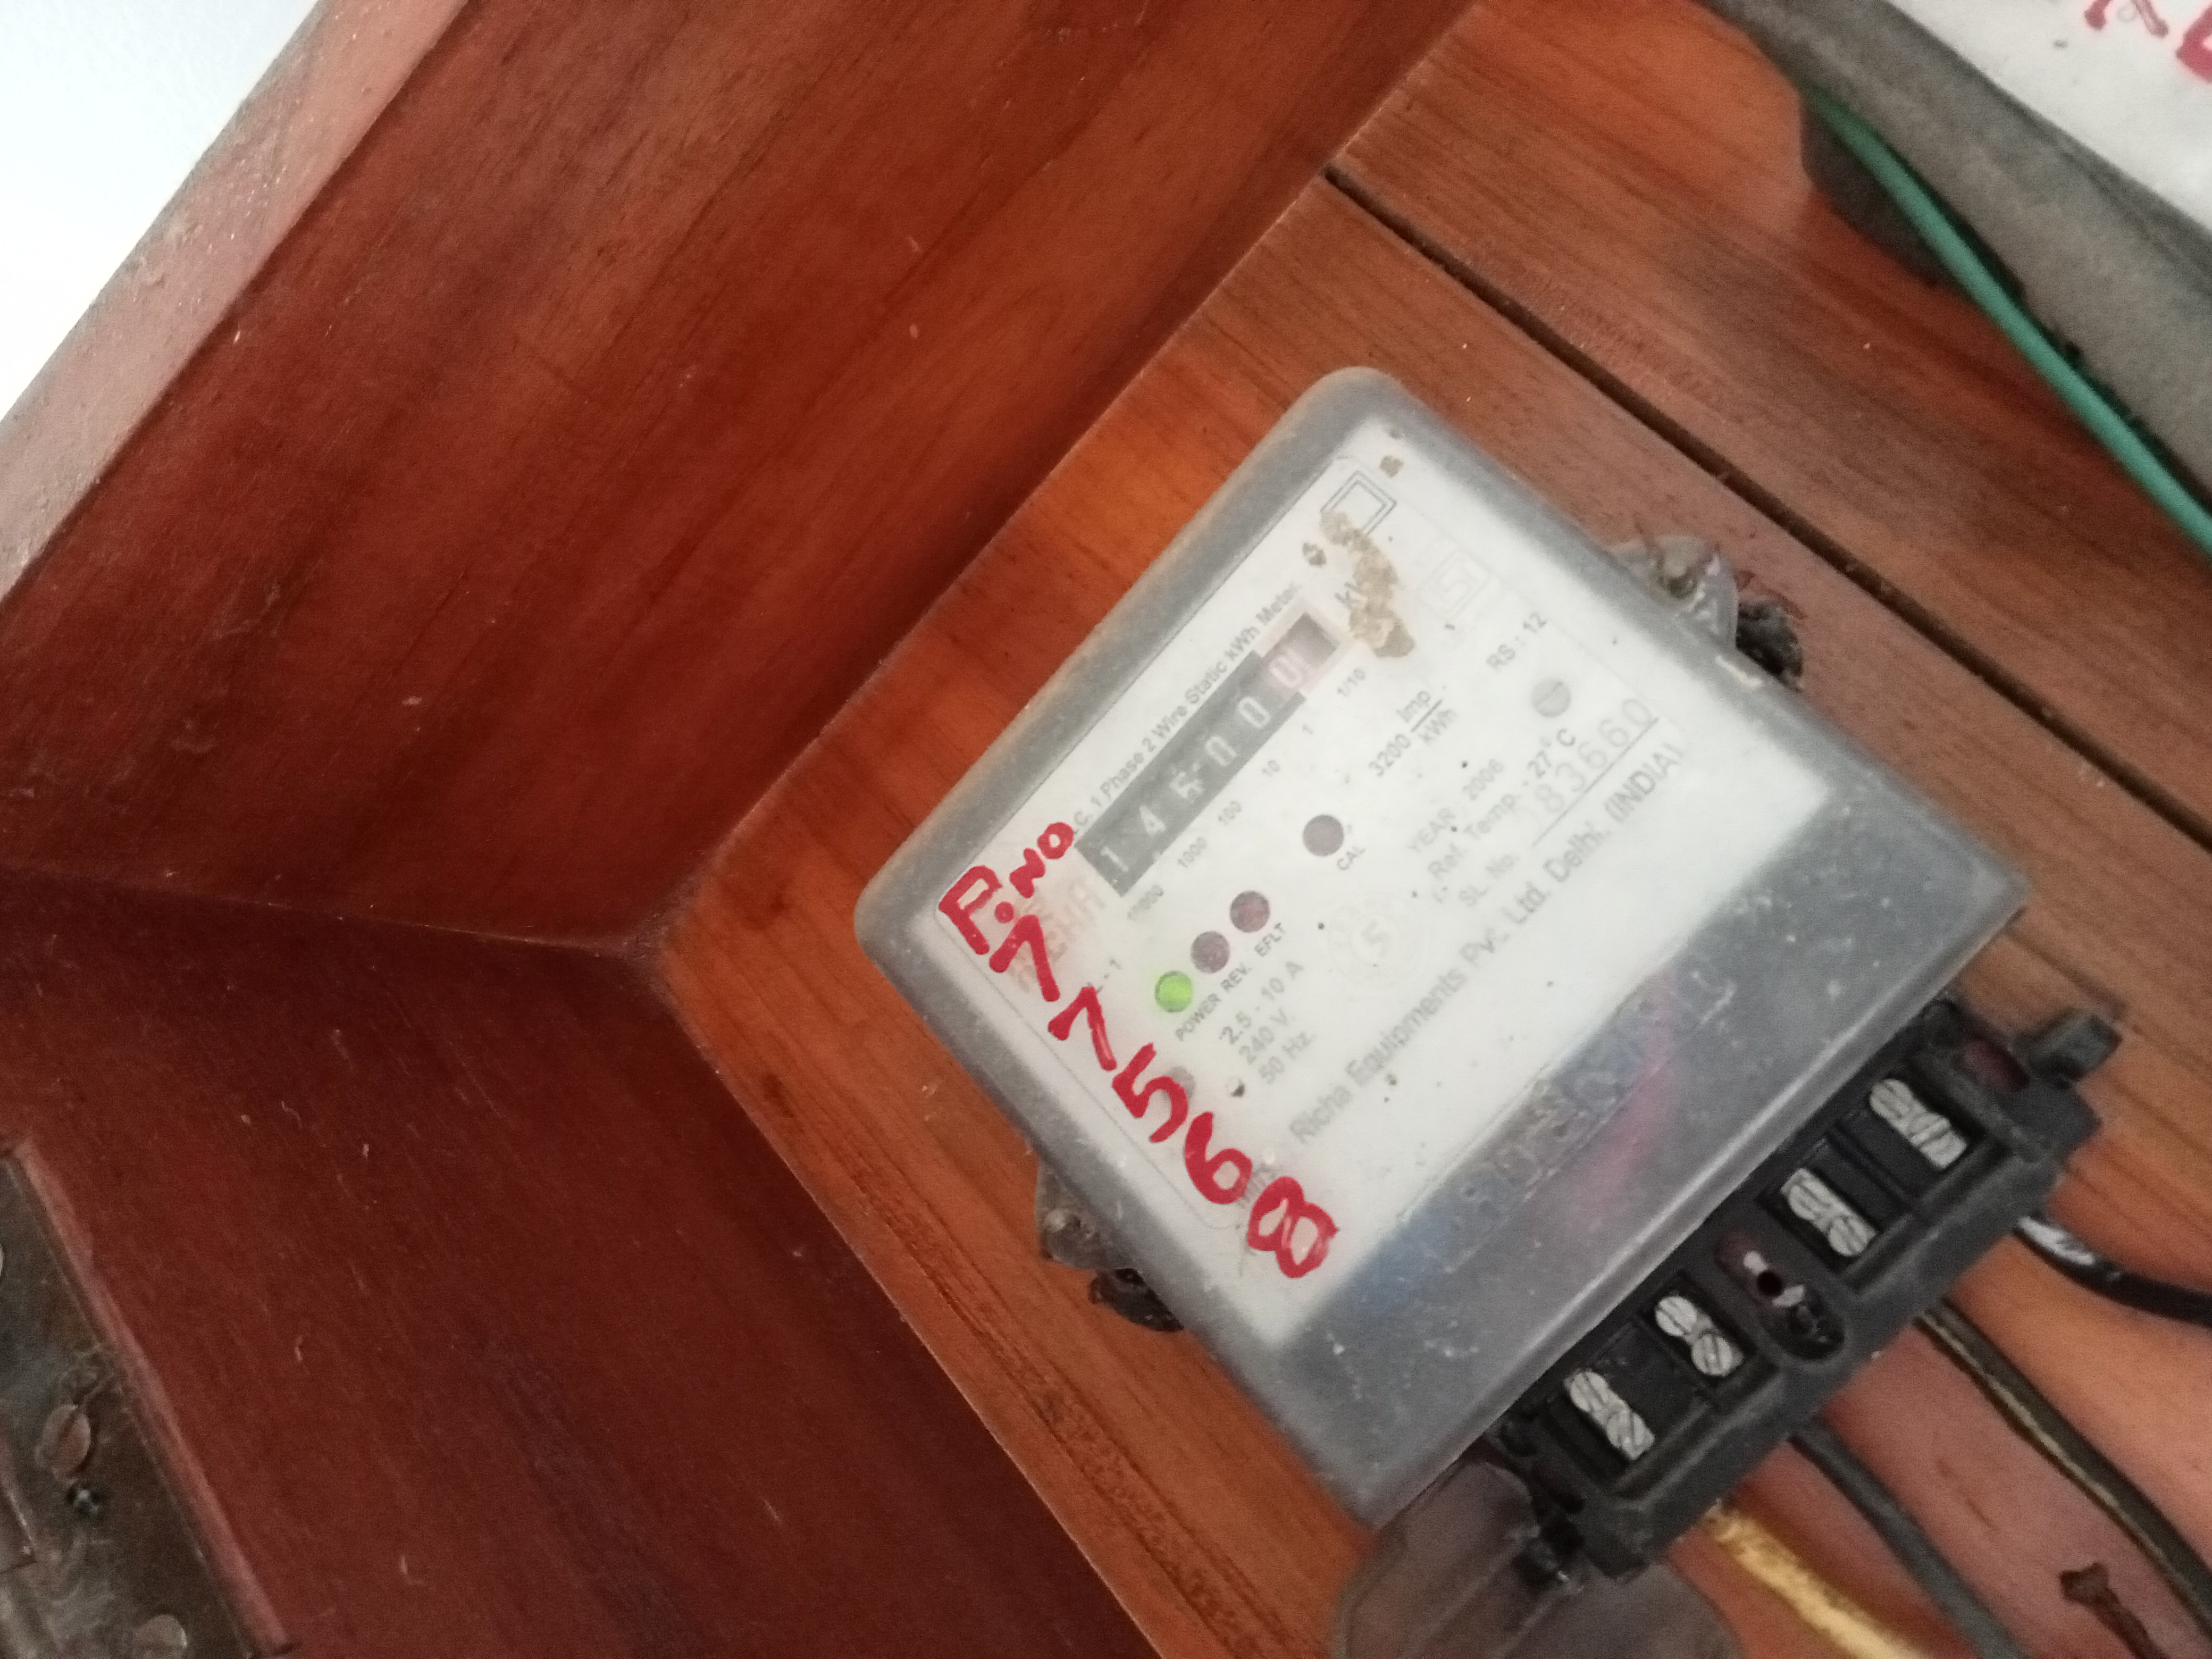 P.NO
77568
.C. 1 Phase 2 Wire Static kWh Meter
1 4 0 0 0
10000 1000 100 10 1 1/10
3200 Imp/kWh
RS : 12
POWER REV. EFLT
CAL
2.5 - 10 A
240 V.
50 Hz.
YEAR : 2006
Ref. Temp. - 27° C
SL. No. 836660
Richa Equipments Pvt. Ltd. Delhi. (INDIA)